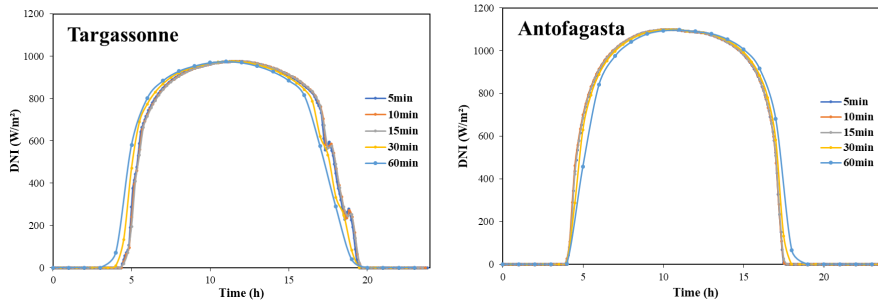 Targassonne
DNI (W/m²)
1200
1000
800
600
400
200
0
0 5 10 15 20
Time (h)
5min
10min
15min
30min
60min
Antofagasta
DNI (W/m²)
1200
1000
800
600
400
200
0
0 5 10 15 20
Time (h)
5min
10min
15min
30min
60min